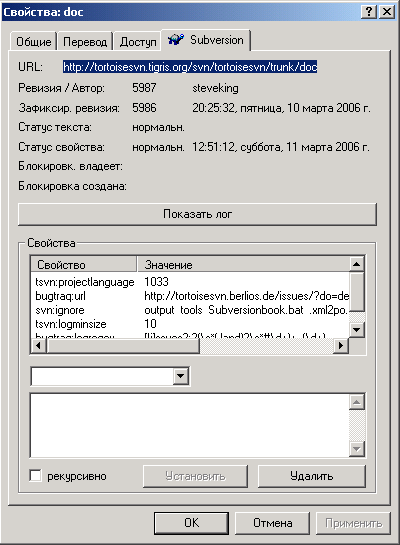 Свойства: doc
Общие Перевод Доступ Subversion
URL: http://tortoisesvn.tigris.org/svn/tortoisesvn/trunk/doc
Ревизия / Автор: 5987 steveking
Зафиксир. ревизия: 5986 20:25:32, пятница, 10 марта 2006 г.
Статус текста: нормальн.
Статус свойства: нормальн. 12:51:12, суббота, 11 марта 2006 г.
Блокировк. владеет:
Блокировка создана:
Показать лог
Свойства
Свойство Значение
tsvn:projectlanguage 1033
bugtraq:url http://tortoisesvn.berlios.de/issues/?do=de
svn:ignore output tools Subversionbook.bat .xml2po.
tsvn:logminsize 10
рекурсивно Установить Удалить
OK Отмена Применить